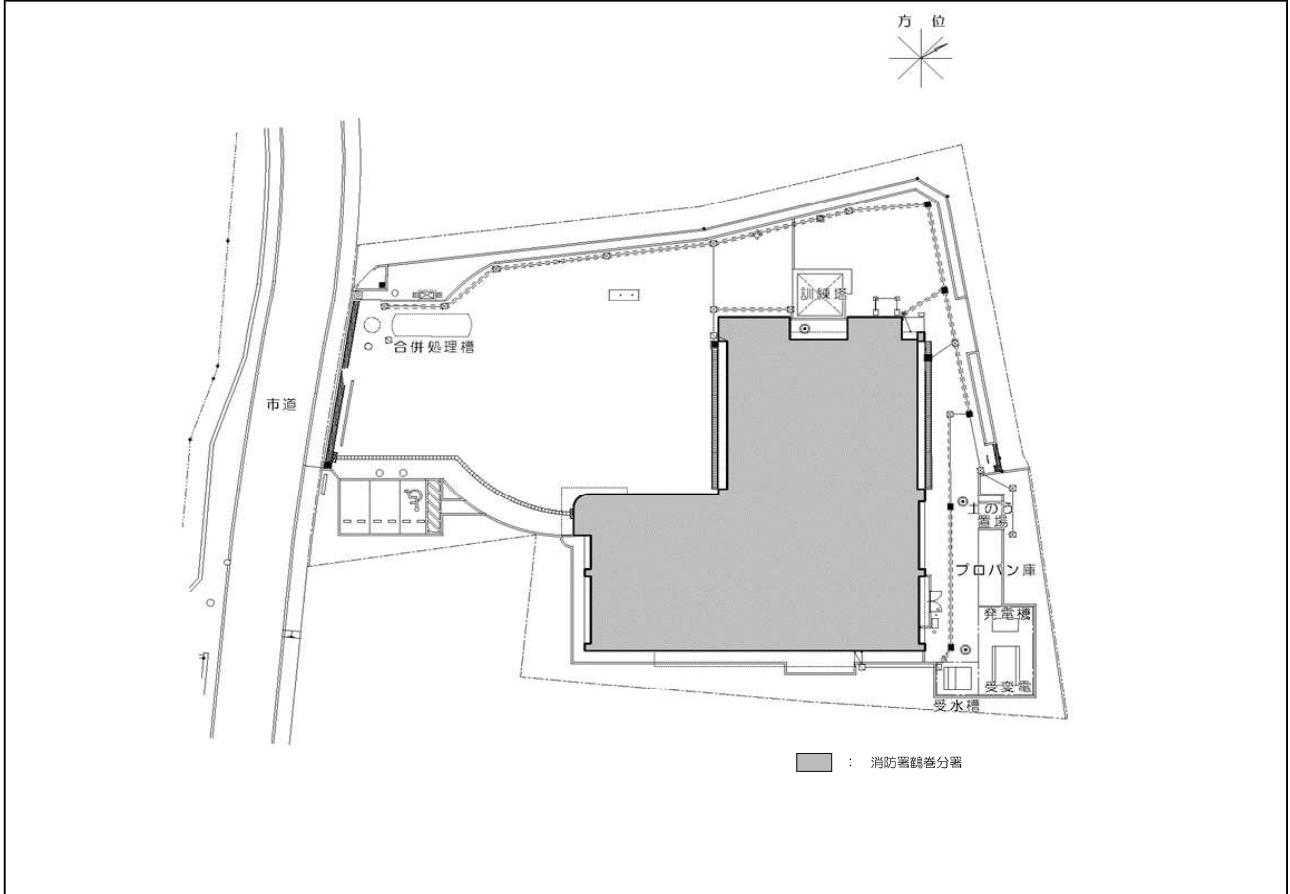 方 位
訓練塔
合併処理槽
市道
土のう
置場
プロパン庫
発電機
受変電
受水槽
： 消防署鶴巻分署